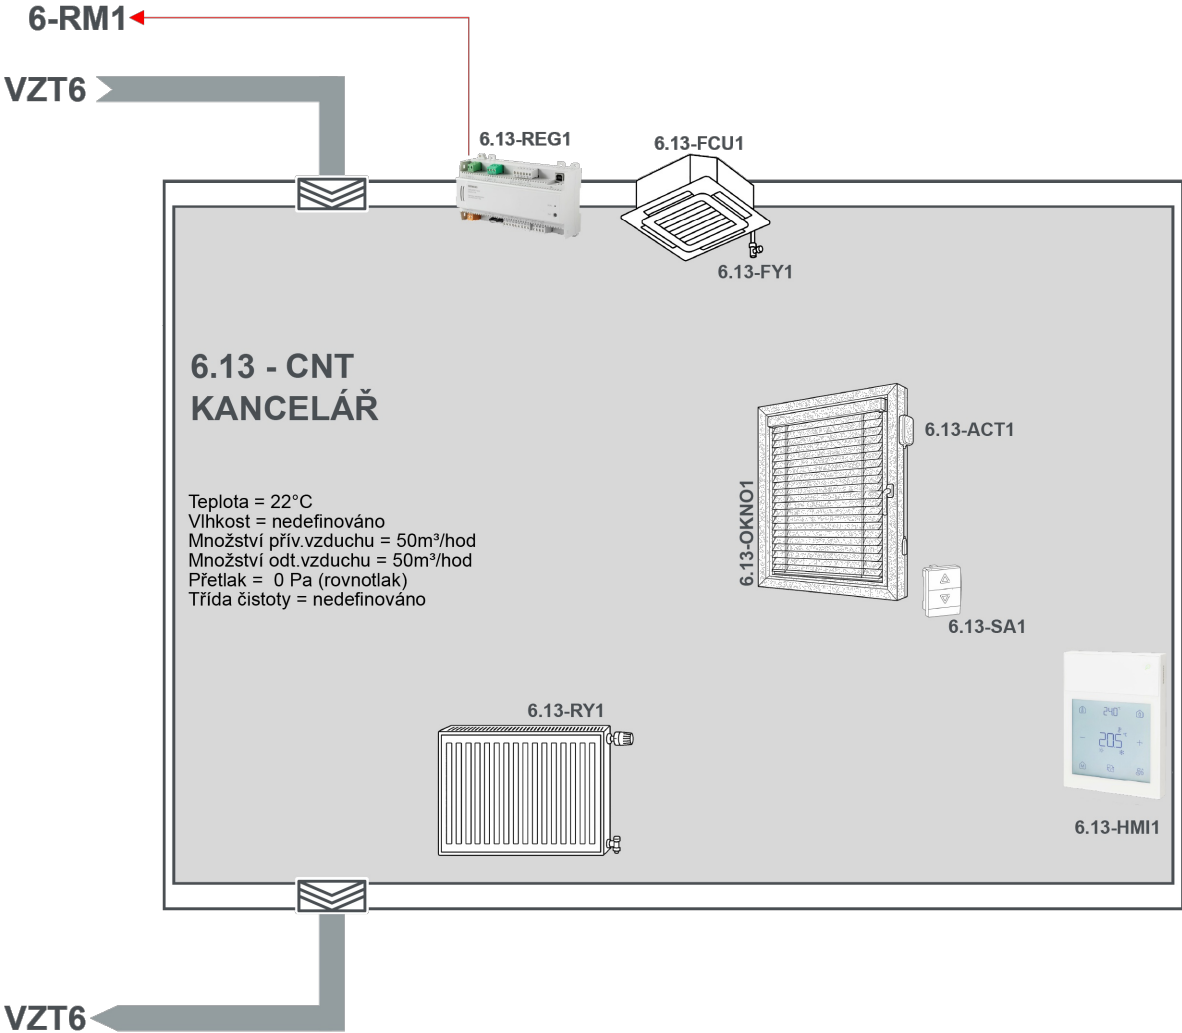 6-RM1
VZT6
6.13-REG1
6.13-FCU1
6.13-FY1
6.13 - CNT
KANCELÁŘ
6.13-ACT1
6.13-OKNO1
Teplota = 22°C
Vlhkost = nedefinováno
Množství přív.vzduchu = 50m³/hod
Množství odt.vzduchu = 50m³/hod
Přetlak =  0 Pa (rovnotlak)
Třída čistoty = nedefinováno
6.13-SA1
6.13-RY1
240°
- 205 +
6.13-HMI1
VZT6